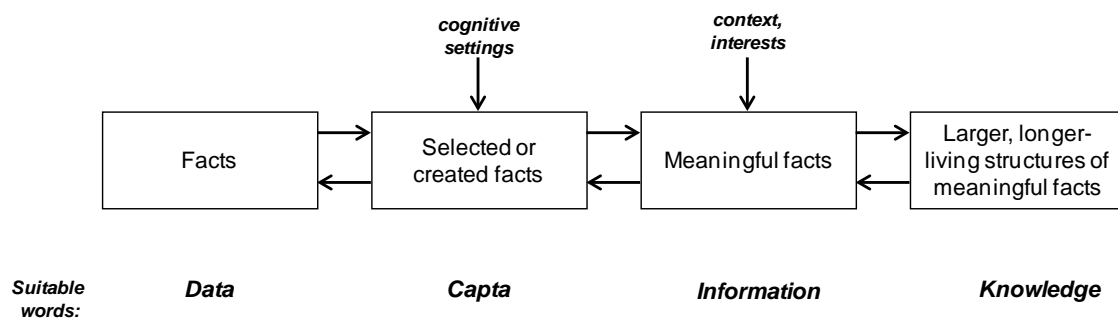 cognitive
settings
context,
interests
Facts
Selected or
created facts
Meaningful facts
Larger, longer-
living structures of
meaningful facts
Suitable
words:
Data
Capta
Information
Knowledge